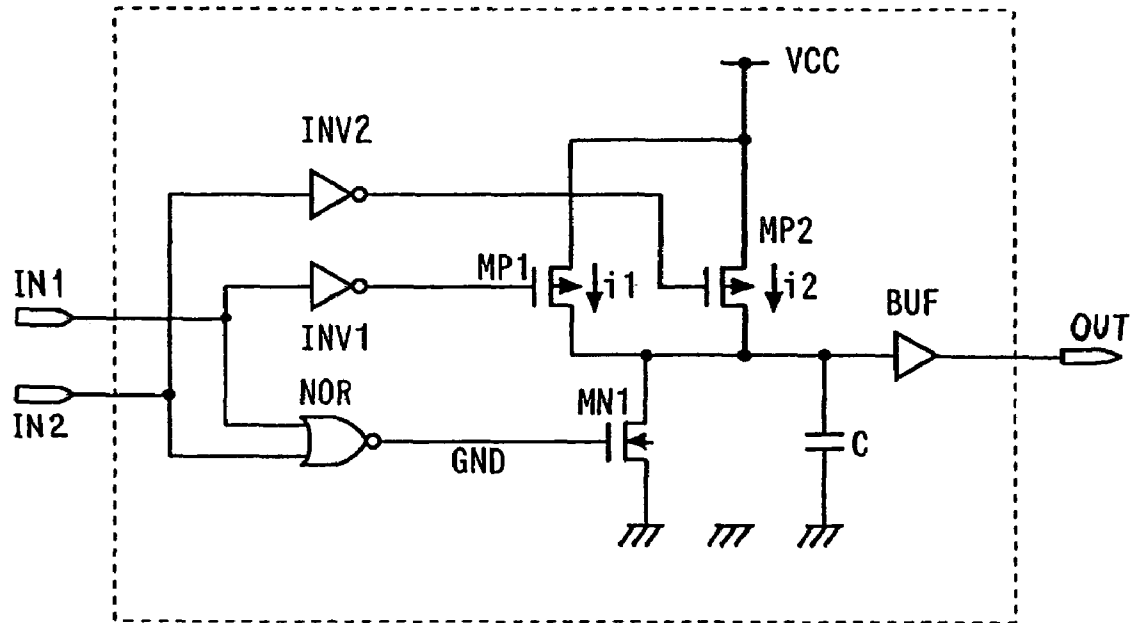 VCC
INV2
MP2
MP1
i1
i2
IN1
BUF
OUT
INV1
NOR
MN1
IN2
GND
C